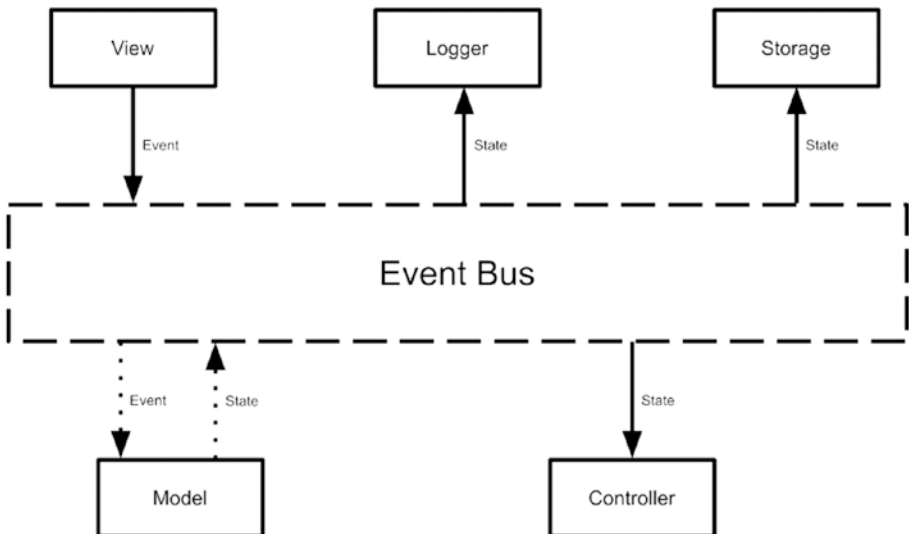 View
Logger
Storage
Event
State
State
Event Bus
Event
State
State
Model
Controller